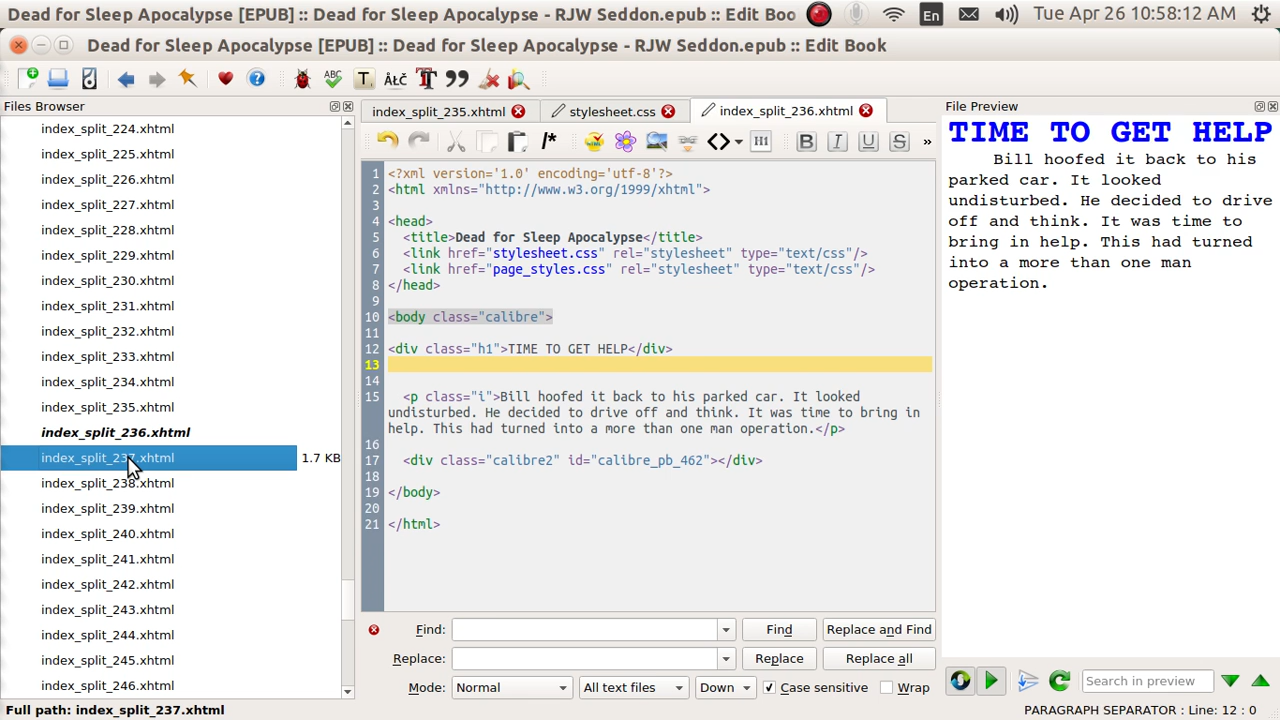 Dead for Sleep Apocalypse [EPUB] :: Dead for Sleep Apocalypse - RJW Seddon.epub :: Edit Boo
En
Tue Apr 26 10:58:12 AM
Dead for Sleep Apocalypse [EPUB] :: Dead for Sleep Apocalypse - RJW Seddon.epub :: Edit Book
Files Browser
index_split_224.xhtml
index_split_225.xhtml
index_split_226.xhtml
index_split_227.xhtml
index_split_228.xhtml
index_split_229.xhtml
index_split_230.xhtml
index_split_231.xhtml
index_split_232.xhtml
index_split_233.xhtml
index_split_234.xhtml
index_split_235.xhtml
index_split_236.xhtml
index_split_237.xhtml 1.7 KB
index_split_238.xhtml
index_split_239.xhtml
index_split_240.xhtml
index_split_241.xhtml
index_split_242.xhtml
index_split_243.xhtml
index_split_244.xhtml
index_split_245.xhtml
index_split_246.xhtml
Full path: index_split_237.xhtml
index_split_235.xhtml
stylesheet.css
index_split_236.xhtml
/* <> H1 B I U S »
1 <?xml version='1.0' encoding='utf-8'?>
2 <html xmlns="http://www.w3.org/1999/xhtml">
3
4 <head>
5 <title>Dead for Sleep Apocalypse</title>
6 <link href="stylesheet.css" rel="stylesheet" type="text/css"/>
7 <link href="page_styles.css" rel="stylesheet" type="text/css"/>
8 </head>
9
10 <body class="calibre">
11
12 <div class="h1">TIME TO GET HELP</div>
13
14
15 <p class="i">Bill hoofed it back to his parked car. It looked
undisturbed. He decided to drive off and think. It was time to bring in
help. This had turned into a more than one man operation.</p>
16
17 <div class="calibre2" id="calibre_pb_462"></div>
18
19 </body>
20
21 </html>
Find:
Find
Replace and Find
Replace:
Replace
Replace all
Mode:
Normal
All text files
Down
Case sensitive
Wrap
File Preview
TIME TO GET HELP
Bill hoofed it back to his
parked car. It looked
undisturbed. He decided to drive
off and think. It was time to
bring in help. This had turned
into a more than one man
operation.
Search in preview
PARAGRAPH SEPARATOR : Line: 12 : 0